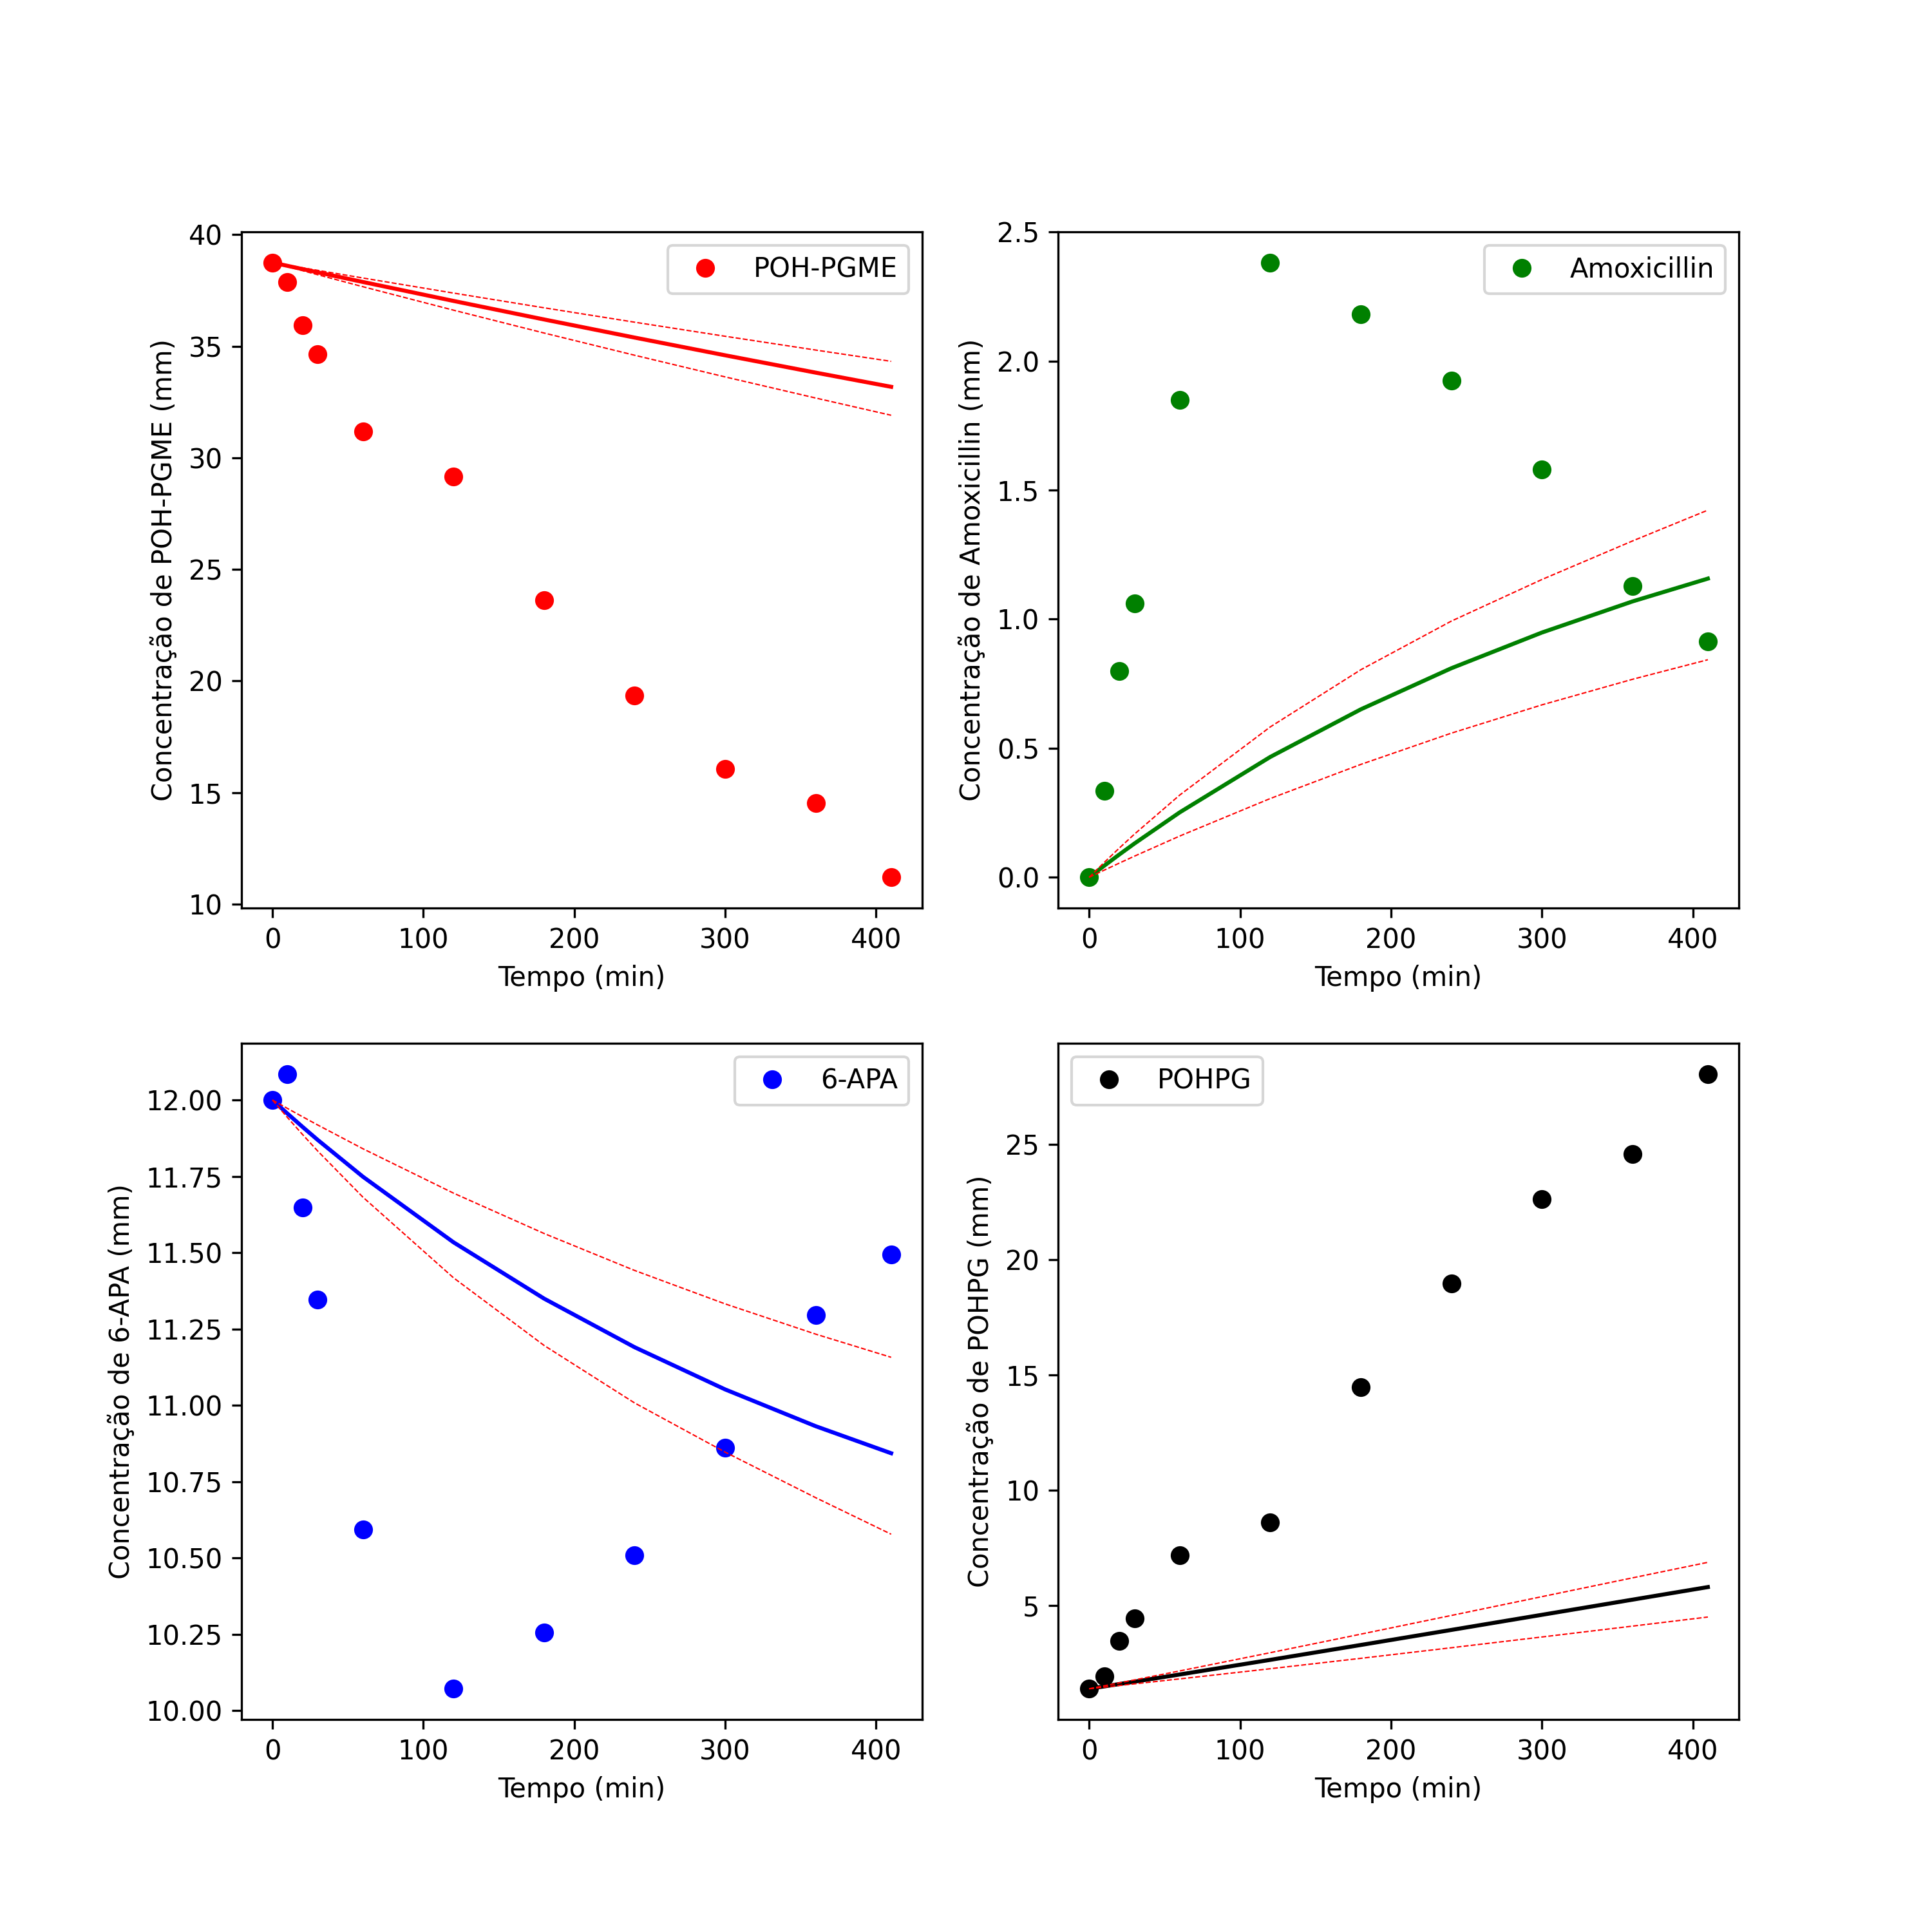 POH-PGME
Concentração de POH-PGME (mm)
40
35
30
25
20
15
10
0 100 200 300 400
Tempo (min)
Amoxicillin
Concentração de Amoxicillin (mm)
2.5
2.0
1.5
1.0
0.5
0.0
0 100 200 300 400
Tempo (min)
6-APA
Concentração de 6-APA (mm)
12.00
11.75
11.50
11.25
11.00
10.75
10.50
10.25
10.00
0 100 200 300 400
Tempo (min)
POHPG
Concentração de POHPG (mm)
25
20
15
10
5
0 100 200 300 400
Tempo (min)